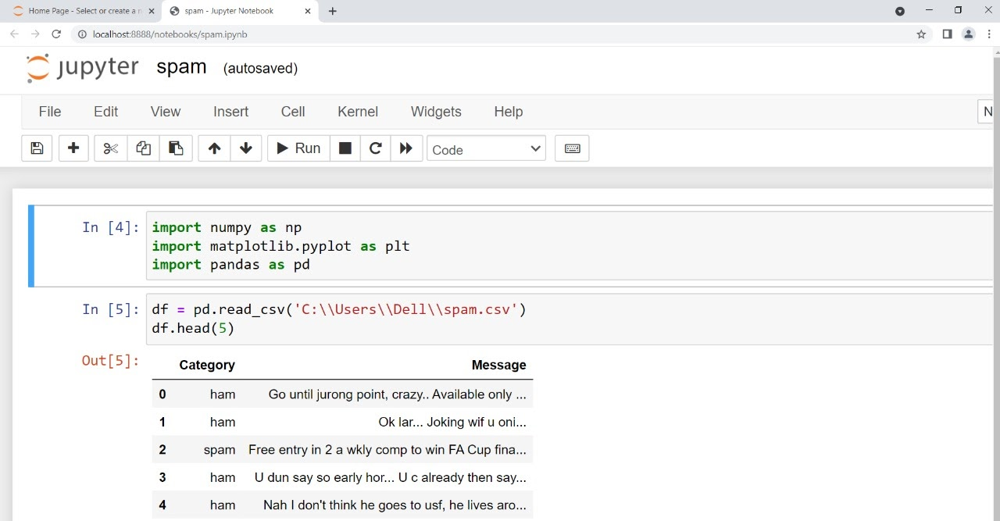 Home Page - Select or create a n
spam - Jupyter Notebook
localhost:8888/notebooks/spam.ipynb
jupyter spam (autosaved)
File Edit View Insert Cell Kernel Widgets Help N
Run Code
In [4]: import numpy as np
import matplotlib.pyplot as plt
import pandas as pd
In [5]: df = pd.read_csv('C:\\Users\\Dell\\spam.csv')
df.head(5)
Out[5]:
Category Message
0 ham Go until jurong point, crazy.. Available only ...
1 ham Ok lar... Joking wif u oni...
2 spam Free entry in 2 a wkly comp to win FA Cup fina...
3 ham U dun say so early hor... U c already then say...
4 ham Nah I don't think he goes to usf, he lives aro...